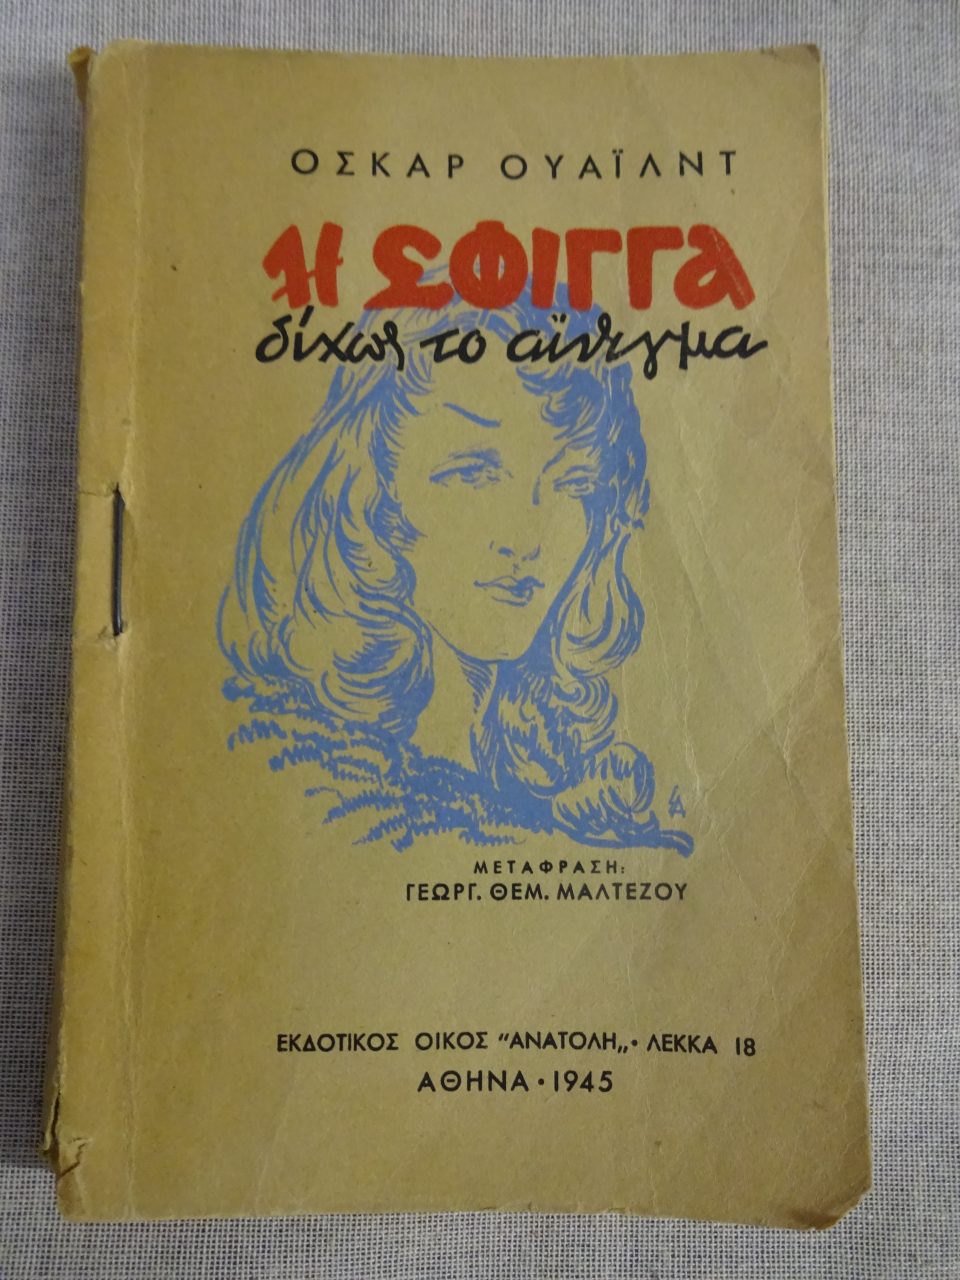 ΟΣΚΑΡ ΟΥΑΪΛΝΤ
Η ΣΦΙΓΓΑ
δίχως το αίνιγμα
ΜΕΤΑΦΡΑΣΗ:
ΓΕΩΡΓ. ΘΕΜ. ΜΑΛΤΕΖΟΥ
ΕΚΔΟΤΙΚΟΣ ΟΙΚΟΣ "ΑΝΑΤΟΛΗ„ • ΛΕΚΚΑ 18
ΑΘΗΝΑ • 1945